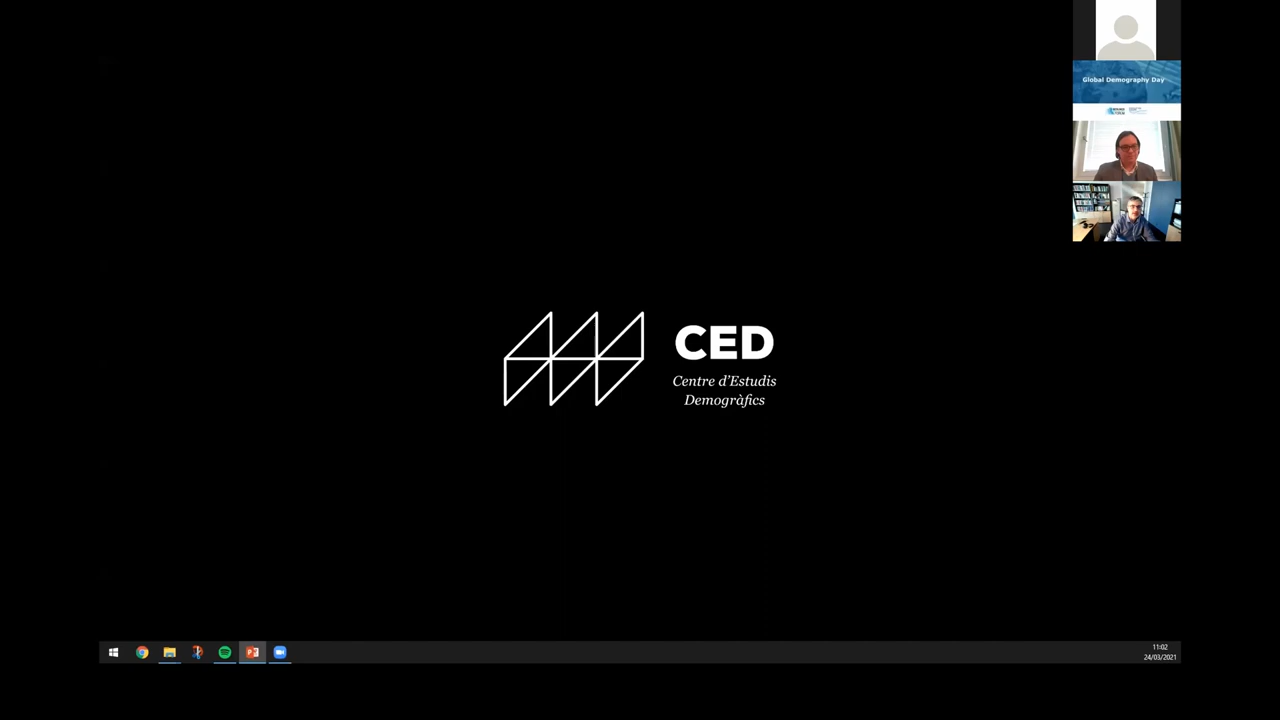 Global Demography Day
CED
Centre d'Estudis
Demogràfics
11:02
24/03/2021